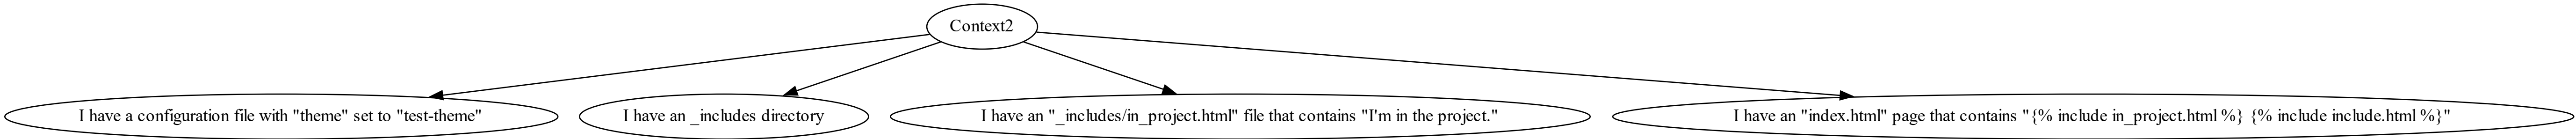 Context2
I have a configuration file with "theme" set to "test-theme"
I have an _includes directory
I have an "_includes/in_project.html" file that contains "I'm in the project."
I have an "index.html" page that contains "{% include in_project.html %} {% include include.html %}"